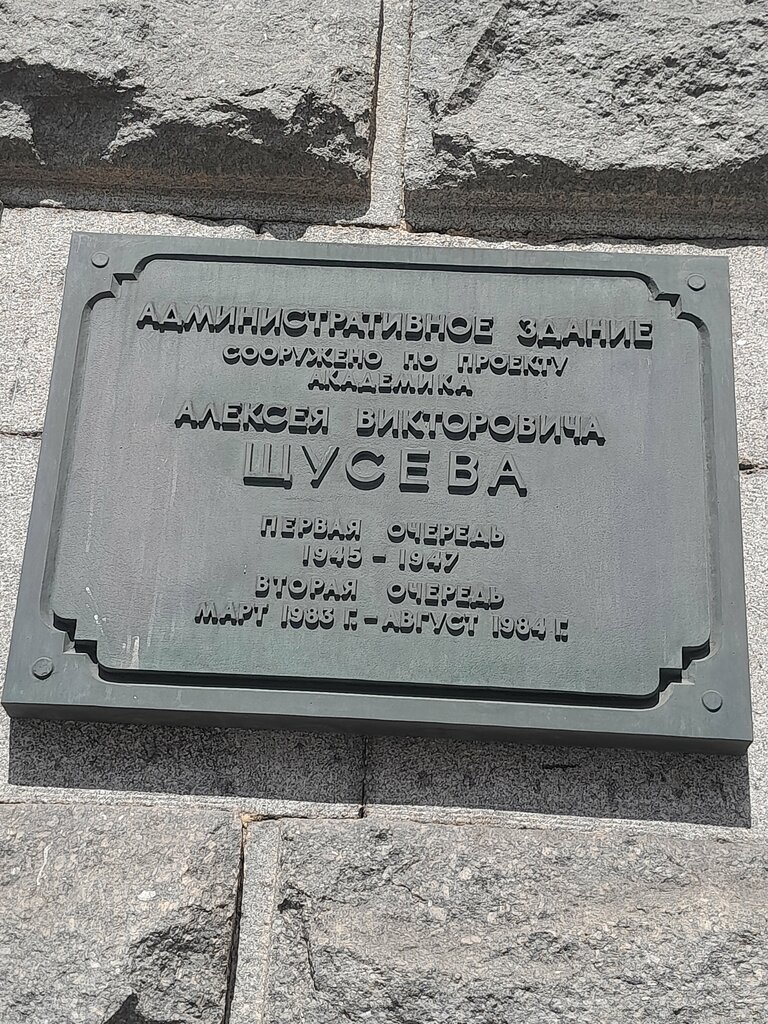 АДМИНИСТРАТИВНОЕ ЗДАНИЕ
СООРУЖЕНО ПО ПРОЕКТУ
АКАДЕМИКА
АЛЕКСЕЯ ВИКТОРОВИЧА
ЩУСЕВА
ПЕРВАЯ ОЧЕРЕДЬ
1945 - 1947
ВТОРАЯ ОЧЕРЕДЬ
МАРТ 1983 Г. - АВГУСТ 1984 Г.